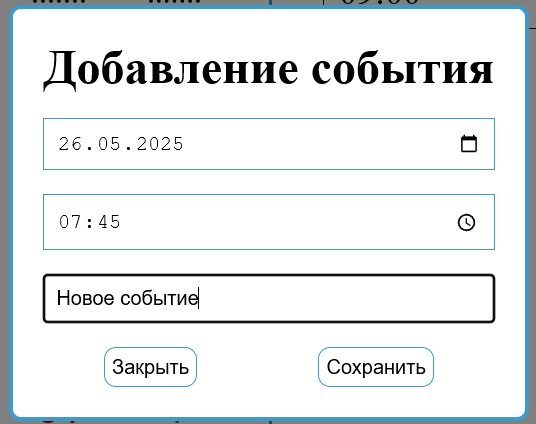 Добавление события
26.05.2025
07:45
Новое событие
Закрыть Сохранить